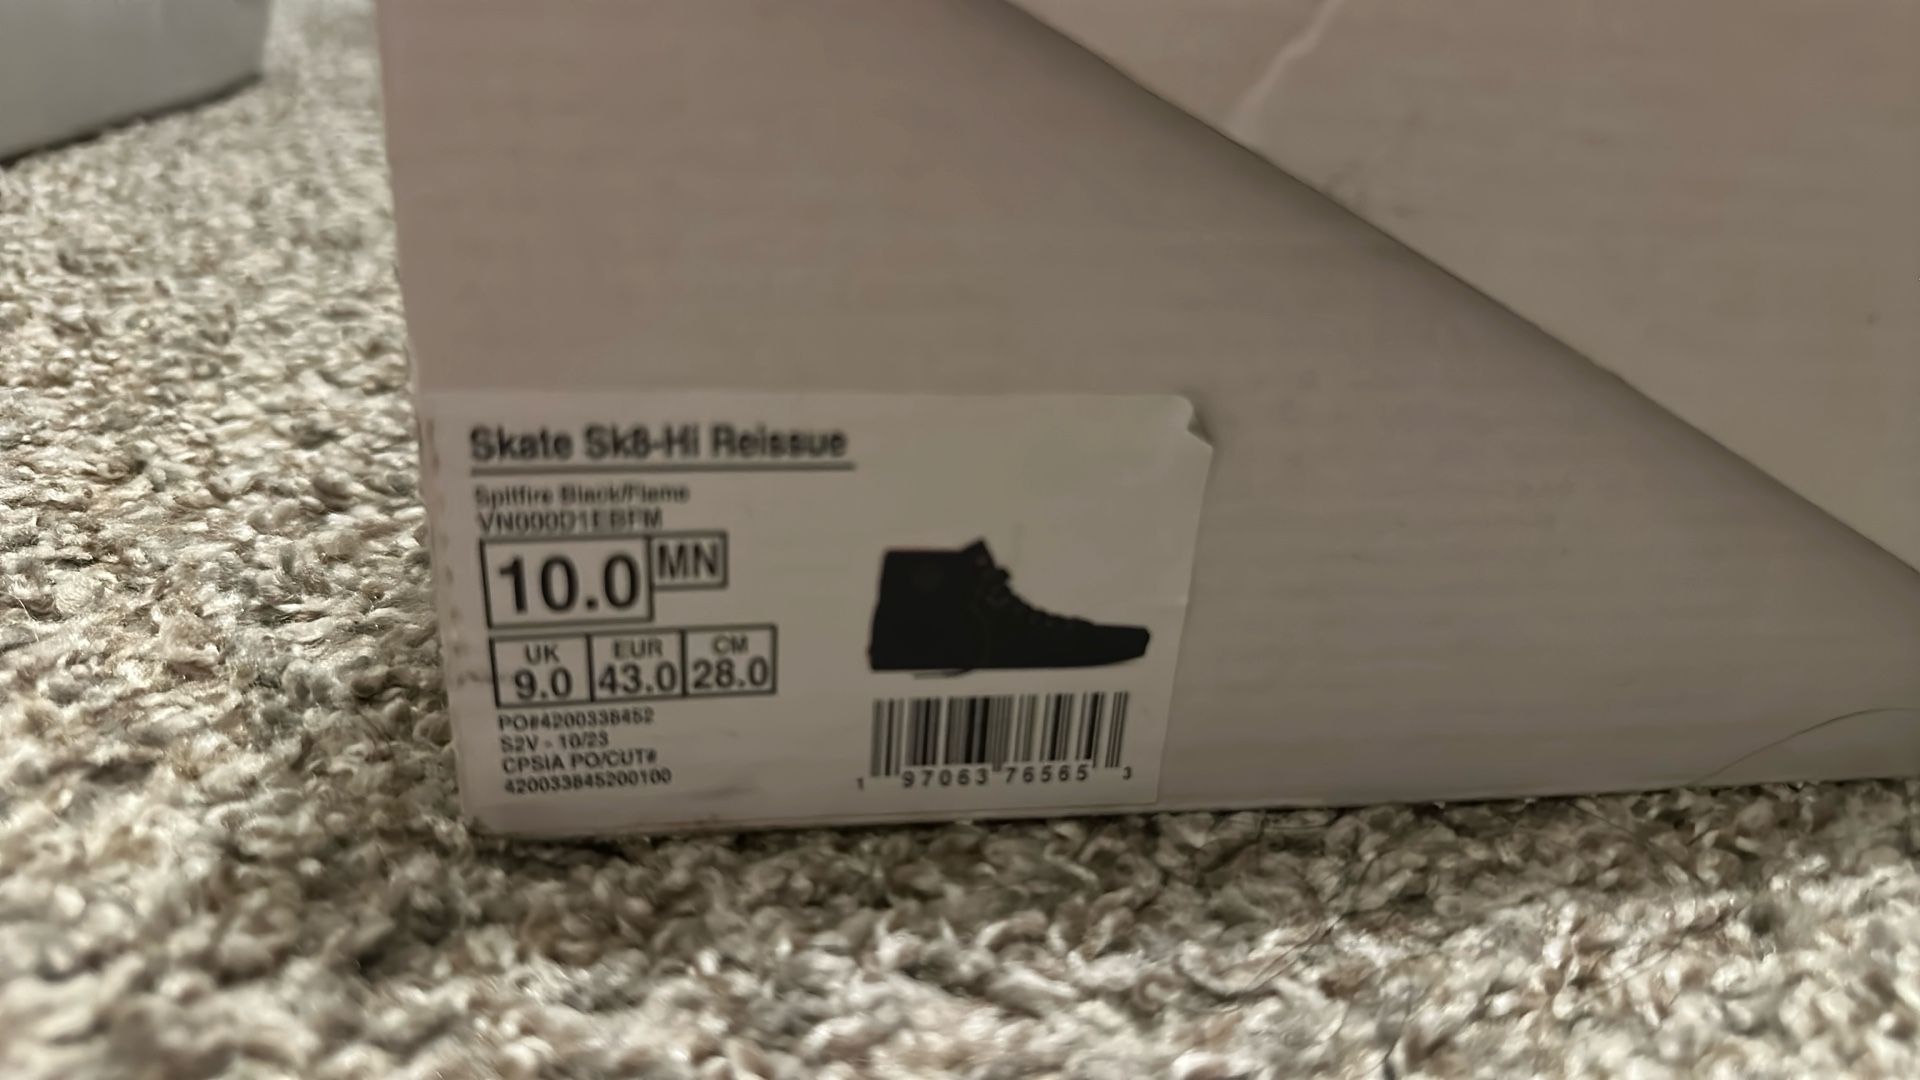 Skate Sk8-Hi Reissue
Spitfire Black/Flame
VN000D1EBFM
10.0 MN
UK EUR CM
9.0 43.0 28.0
PO#4200338452
S2V - 10/23
CPSIA PO/CUT#
420033845200100
1 97063 76565 3